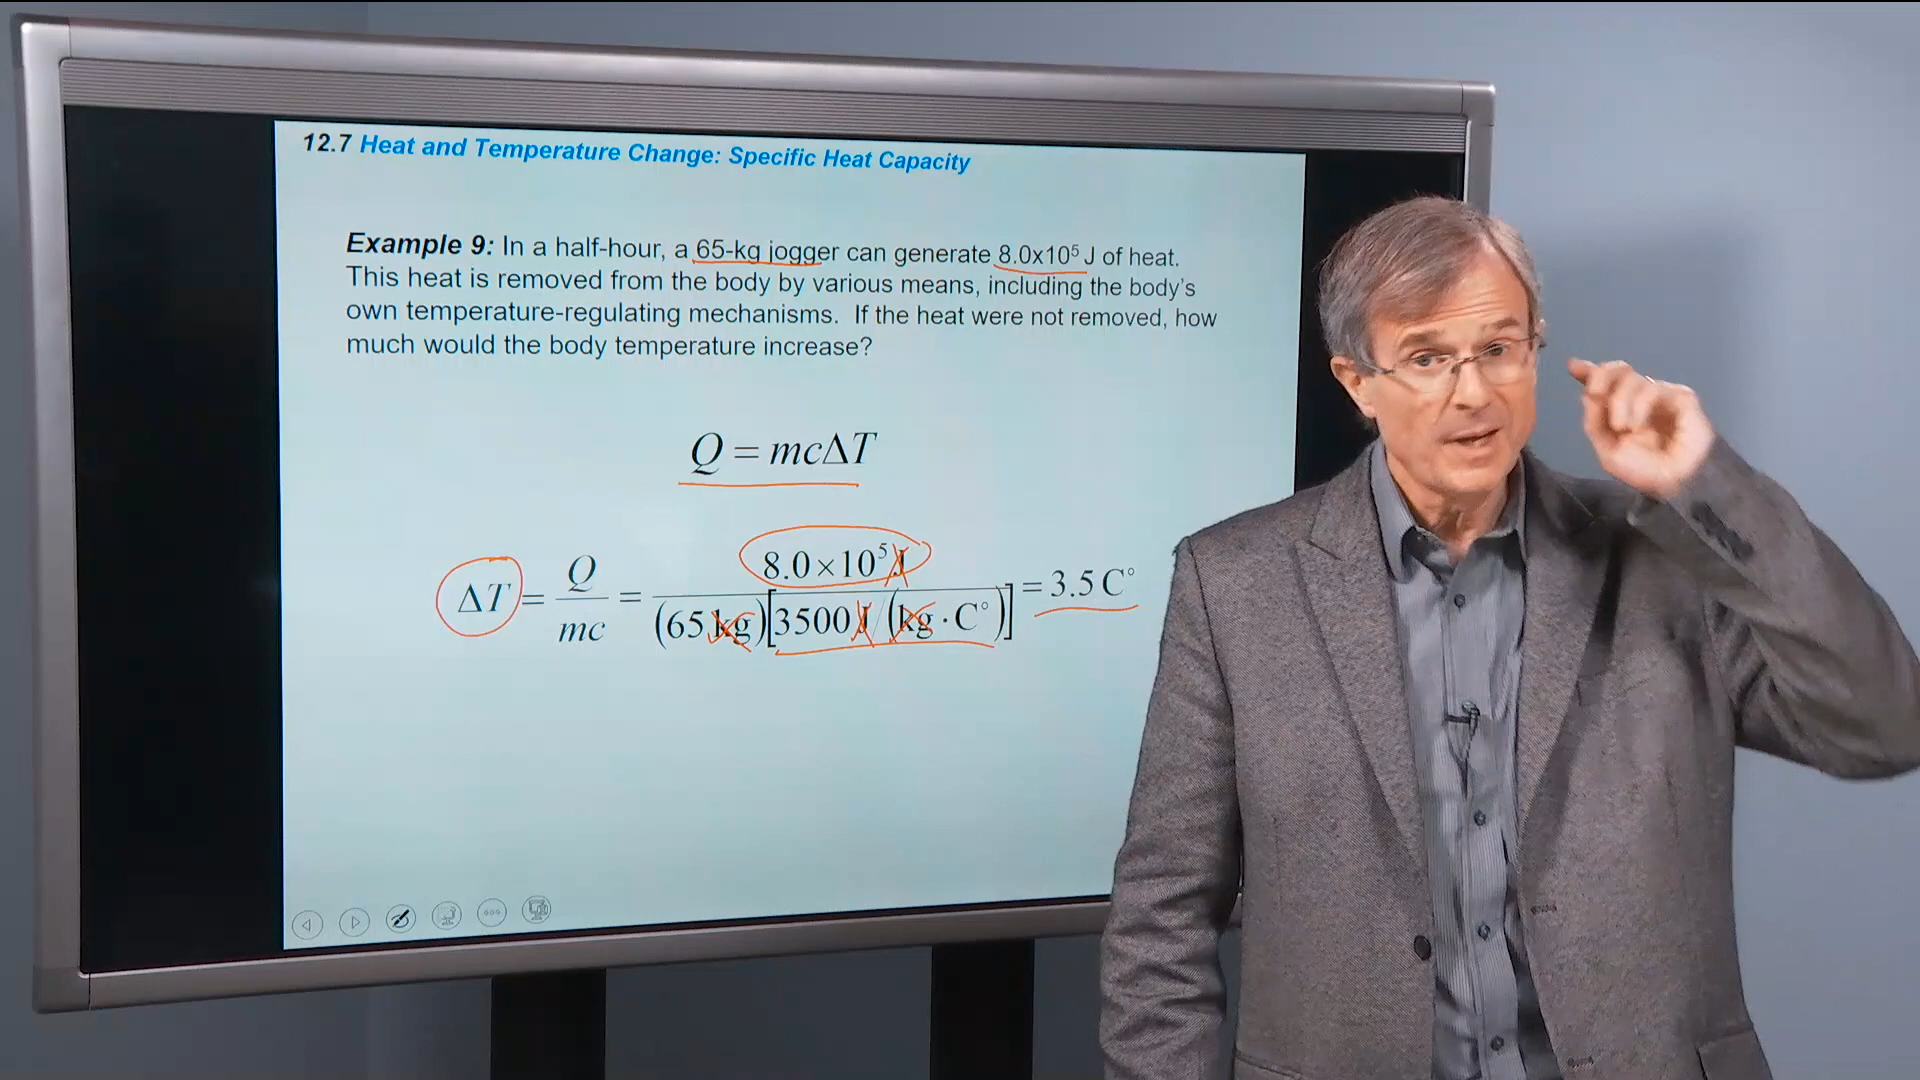 12.7 Heat and Temperature Change: Specific Heat Capacity
Example 9: In a half-hour, a 65-kg jogger can generate 8.0x10⁵ J of heat.
This heat is removed from the body by various means, including the body's
own temperature-regulating mechanisms. If the heat were not removed, how
much would the body temperature increase?
Q = mcΔT
ΔT = Q/mc = 8.0×10⁵ J / (65 kg)[3500 J/(kg·C°)] = 3.5 C°